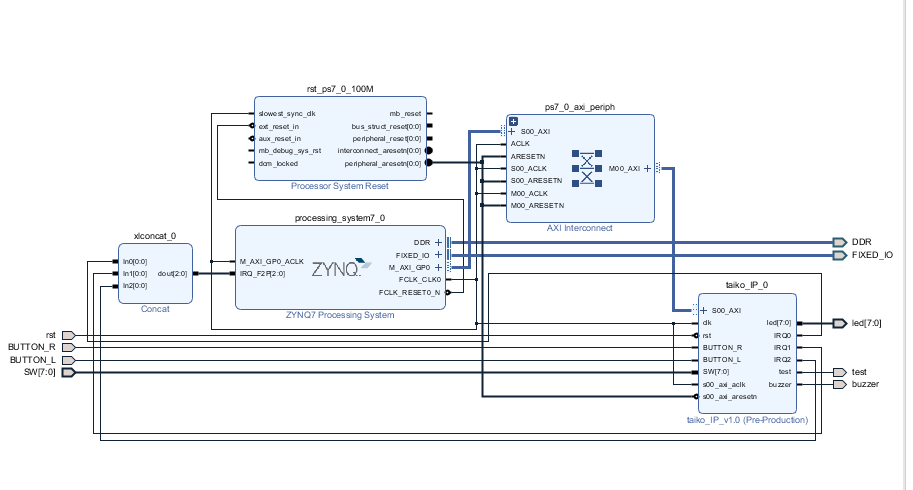 rst_ps7_0_100M
slowest_sync_clk
ext_reset_in
aux_reset_in
mb_debug_sys_rst
dcm_locked
mb_reset
bus_struct_reset[0:0]
peripheral_reset[0:0]
interconnect_aresetn[0:0]
peripheral_aresetn[0:0]
Processor System Reset
ps7_0_axi_periph
S00_AXI
ACLK
ARESETN
S00_ACLK
S00_ARESETN
M00_ACLK
M00_ARESETN
M00_AXI
AXI Interconnect
processing_system7_0
M_AXI_GP0_ACLK
IRQ_F2P[2:0]
ZYNQ
DDR
FIXED_IO
M_AXI_GP0
FCLK_CLK0
FCLK_RESET0_N
ZYNQ7 Processing System
xlconcat_0
In0[0:0]
In1[0:0]
In2[0:0]
dout[2:0]
Concat
DDR
FIXED_IO
taiko_IP_0
S00_AXI
clk
rst
BUTTON_R
BUTTON_L
SW[7:0]
s00_axi_aclk
s00_axi_aresetn
led[7:0]
IRQ0
IRQ1
IRQ2
test
buzzer
taiko_IP_v1.0 (Pre-Production)
rst
BUTTON_R
BUTTON_L
SW[7:0]
led[7:0]
test
buzzer